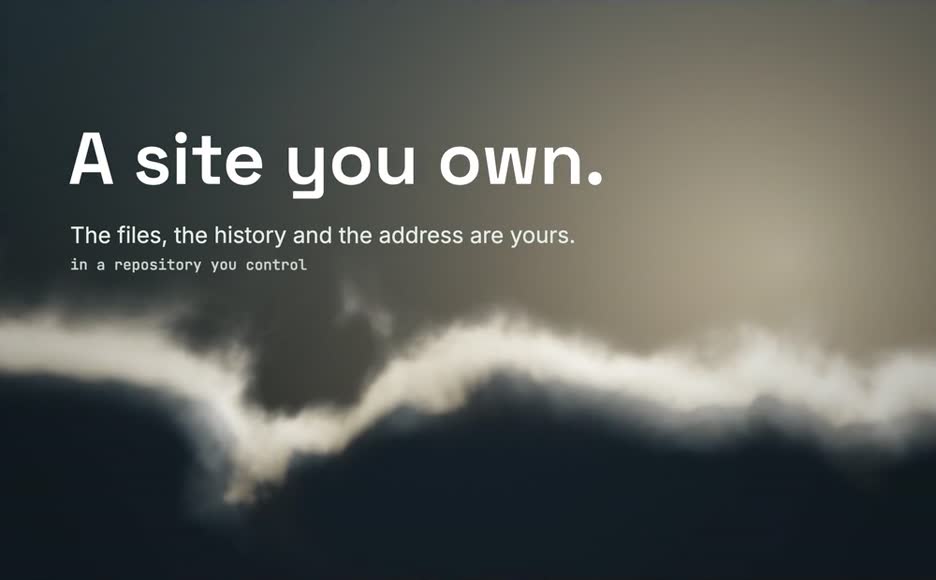 A site you own.
The files, the history and the address are yours.
in a repository you control